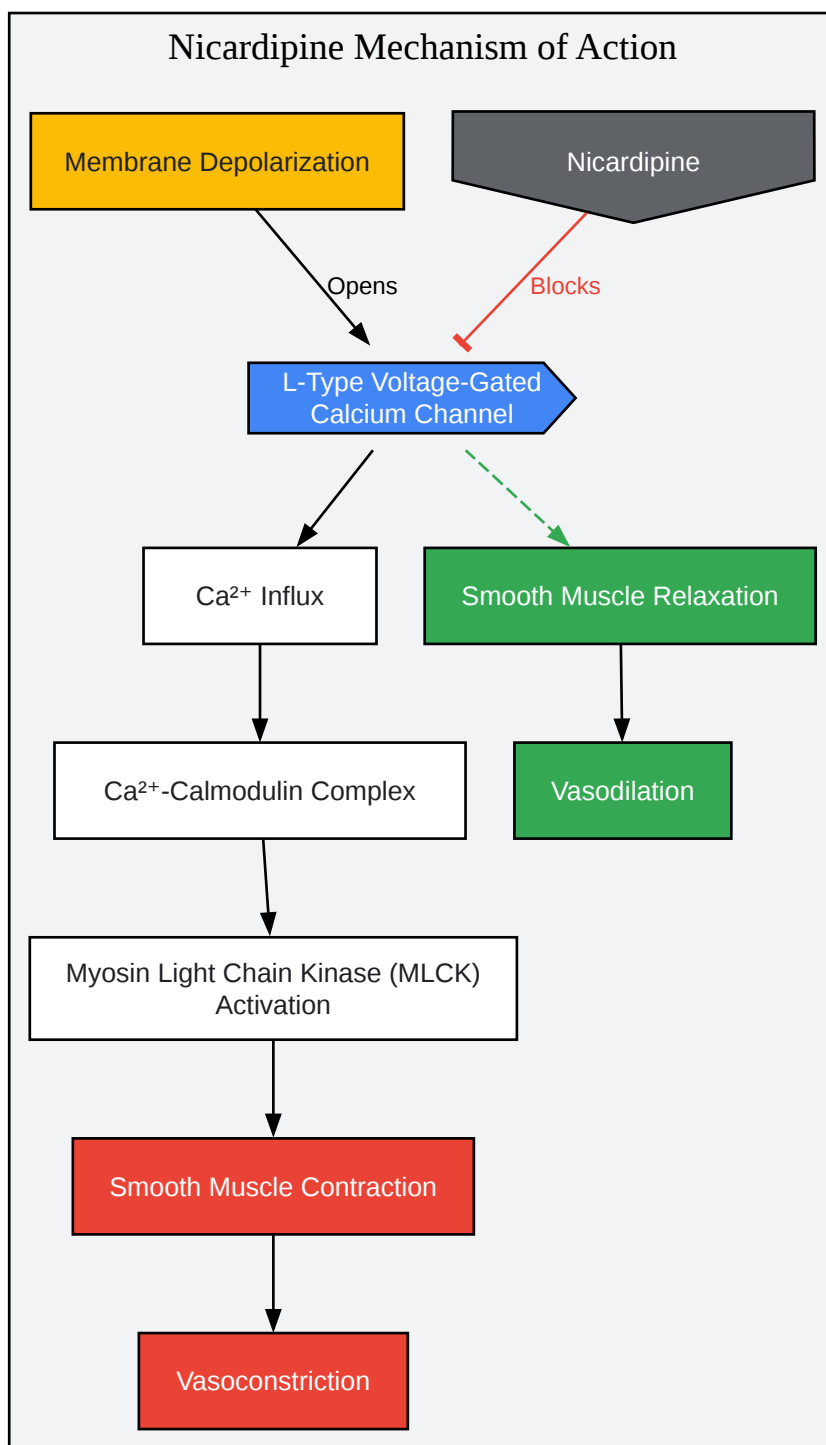 Nicardipine Mechanism of Action
Membrane Depolarization
Nicardipine
Opens
Blocks
L-Type Voltage-Gated
Calcium Channel
Ca²⁺ Influx
Smooth Muscle Relaxation
Ca²⁺-Calmodulin Complex
Vasodilation
Myosin Light Chain Kinase (MLCK)
Activation
Smooth Muscle Contraction
Vasoconstriction